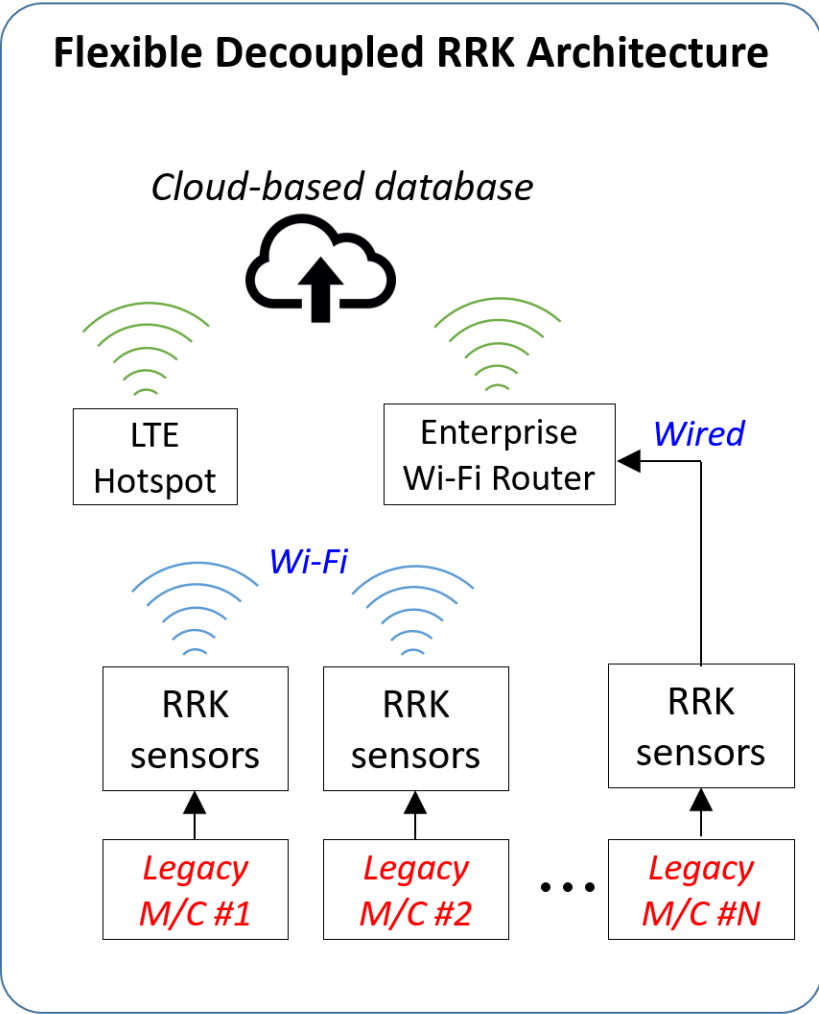 Flexible Decoupled RRK Architecture
Cloud-based database
LTE
Hotspot
Enterprise
Wi-Fi Router
Wired
Wi-Fi
RRK
sensors
RRK
sensors
RRK
sensors
Legacy
M/C #1
Legacy
M/C #2
...
Legacy
M/C #N